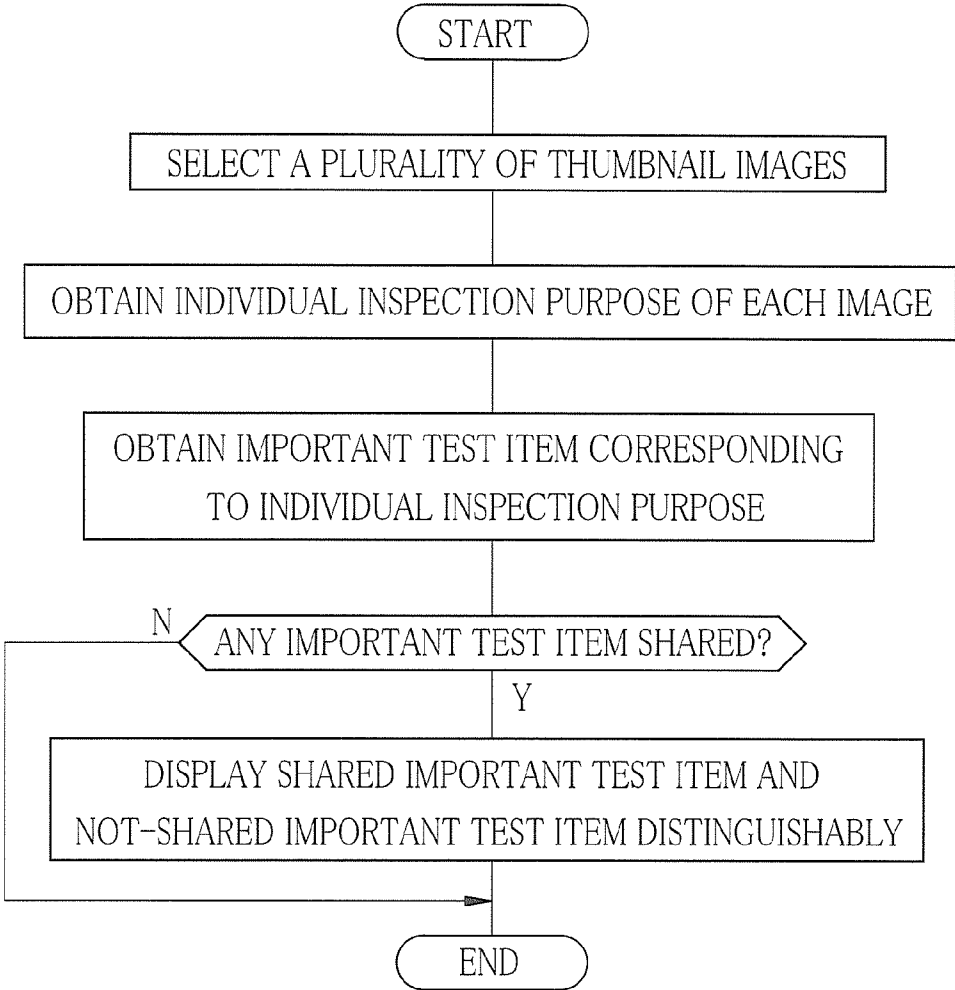 START
SELECT A PLURALITY OF THUMBNAIL IMAGES
OBTAIN INDIVIDUAL INSPECTION PURPOSE OF EACH IMAGE
OBTAIN IMPORTANT TEST ITEM CORRESPONDING
TO INDIVIDUAL INSPECTION PURPOSE
N
ANY IMPORTANT TEST ITEM SHARED?
Y
DISPLAY SHARED IMPORTANT TEST ITEM AND
NOT-SHARED IMPORTANT TEST ITEM DISTINGUISHABLY
END